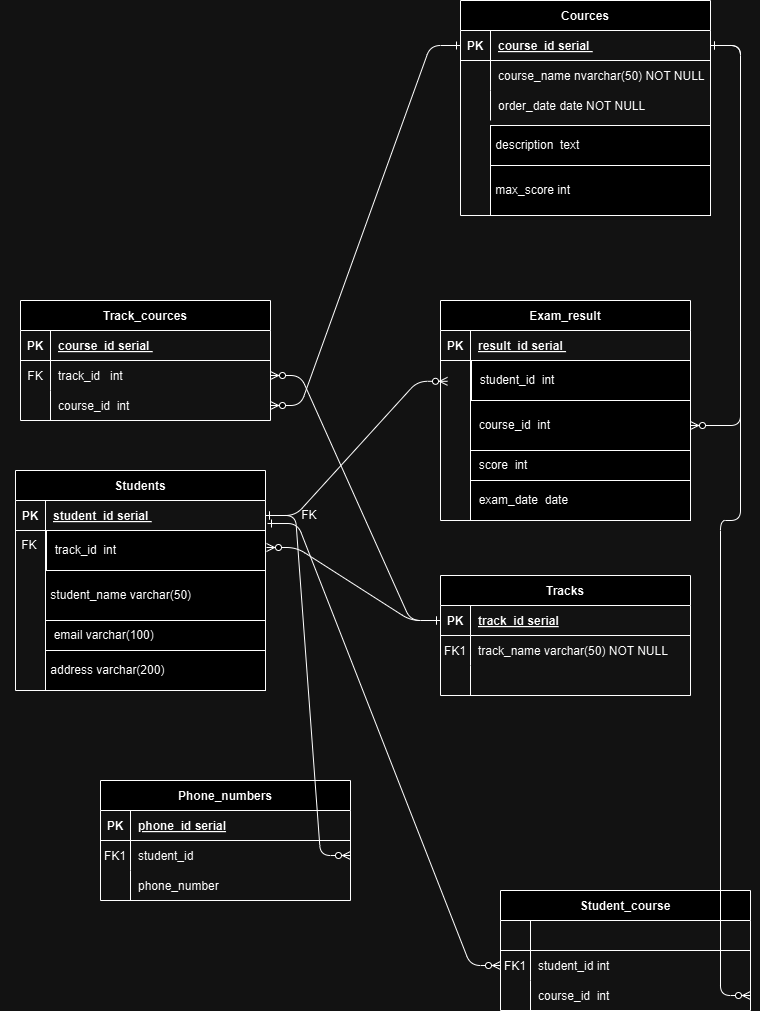 Cources
PK course_id serial
course_name nvarchar(50) NOT NULL
order_date date NOT NULL
description text
max_score int
Track_cources
PK course_id serial
FK track_id int
course_id int
Exam_result
PK result_id serial
student_id int
course_id int
score int
exam_date date
Students
PK student_id serial
FK
FK track_id int
student_name varchar(50)
email varchar(100)
address varchar(200)
Tracks
PK track_id serial
FK1 track_name varchar(50) NOT NULL
Phone_numbers
PK phone_id serial
FK1 student_id
phone_number
Student_course
FK1 student_id int
course_id int